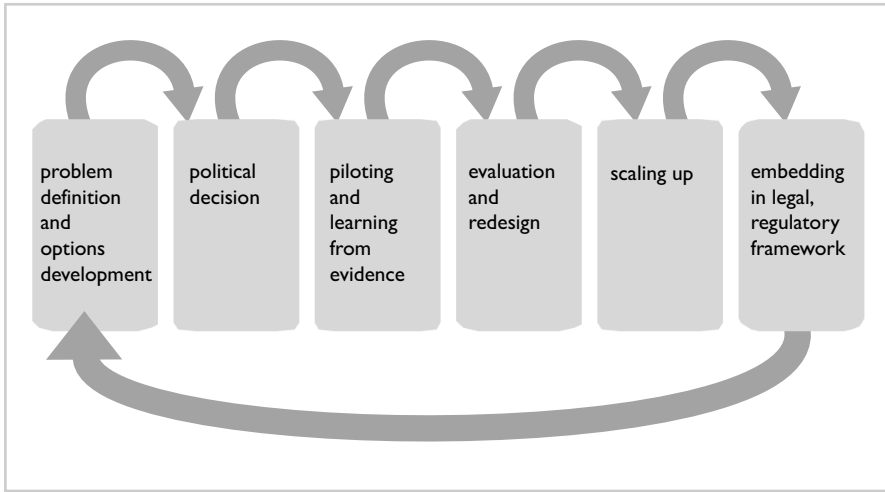 problem
definition
and
options
development
political
decision
piloting
and
learning
from
evidence
evaluation
and
redesign
scaling up
embedding
in legal,
regulatory
framework